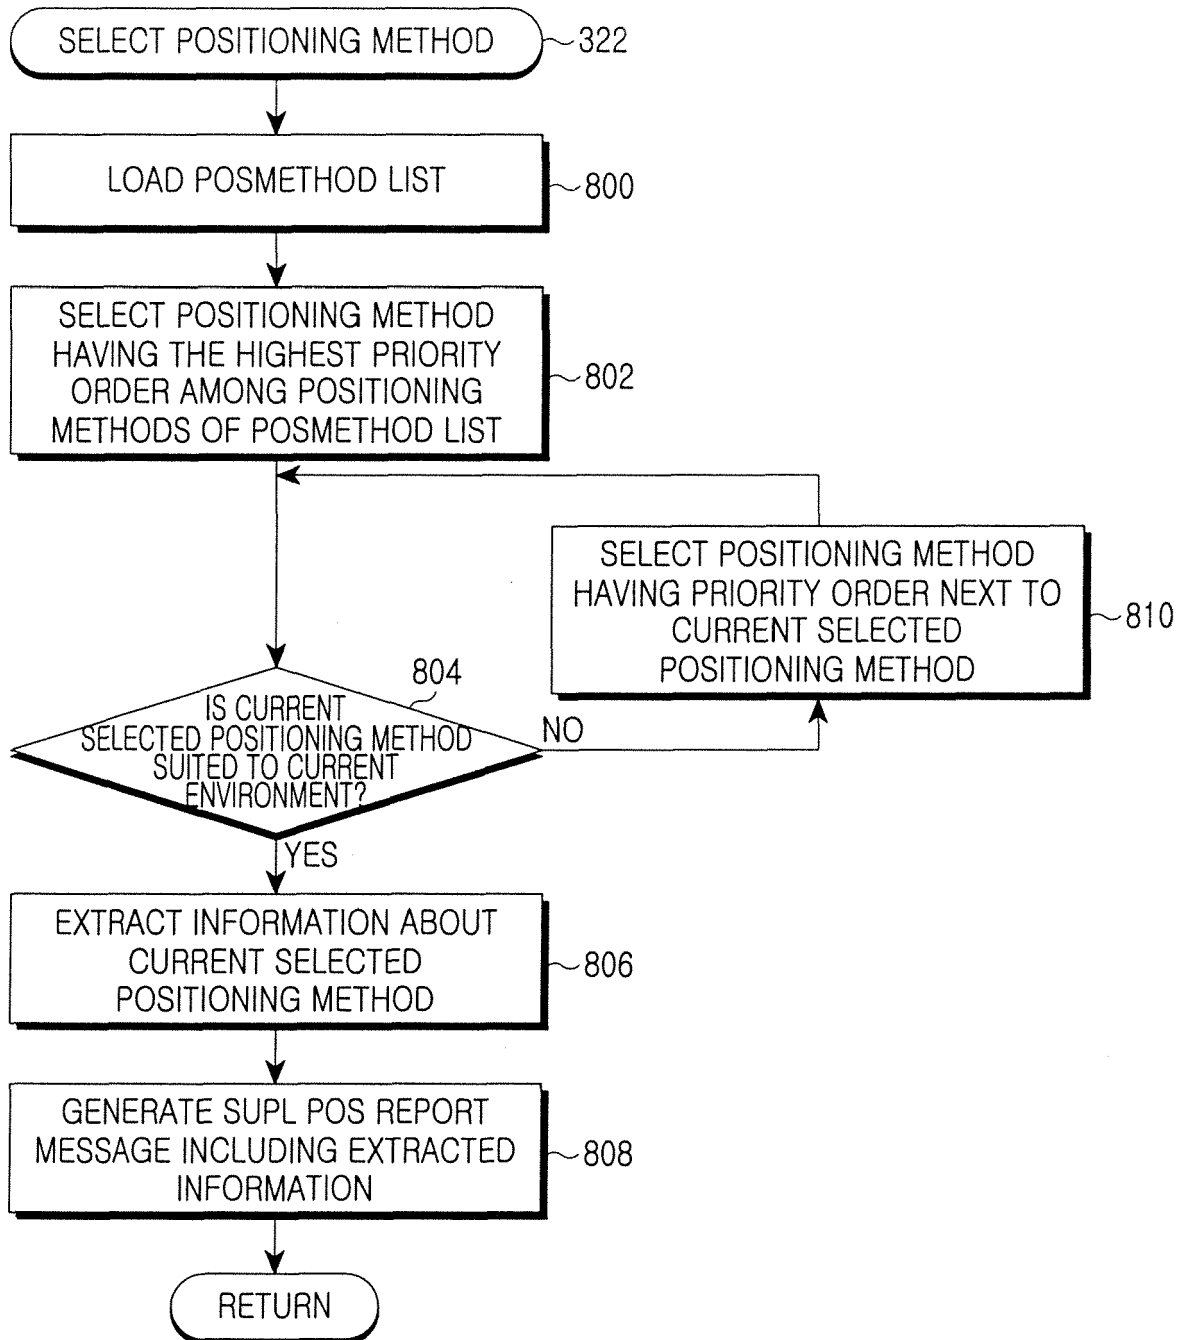 SELECT POSITIONING METHOD
322
LOAD POSMETHOD LIST
800
SELECT POSITIONING METHOD
HAVING THE HIGHEST PRIORITY
ORDER AMONG POSITIONING
METHODS OF POSMETHOD LIST
802
SELECT POSITIONING METHOD
HAVING PRIORITY ORDER NEXT TO
CURRENT SELECTED
POSITIONING METHOD
810
804
IS CURRENT
SELECTED POSITIONING METHOD
SUITED TO CURRENT
ENVIRONMENT?
NO
YES
EXTRACT INFORMATION ABOUT
CURRENT SELECTED
POSITIONING METHOD
806
GENERATE SUPL POS REPORT
MESSAGE INCLUDING EXTRACTED
INFORMATION
808
RETURN